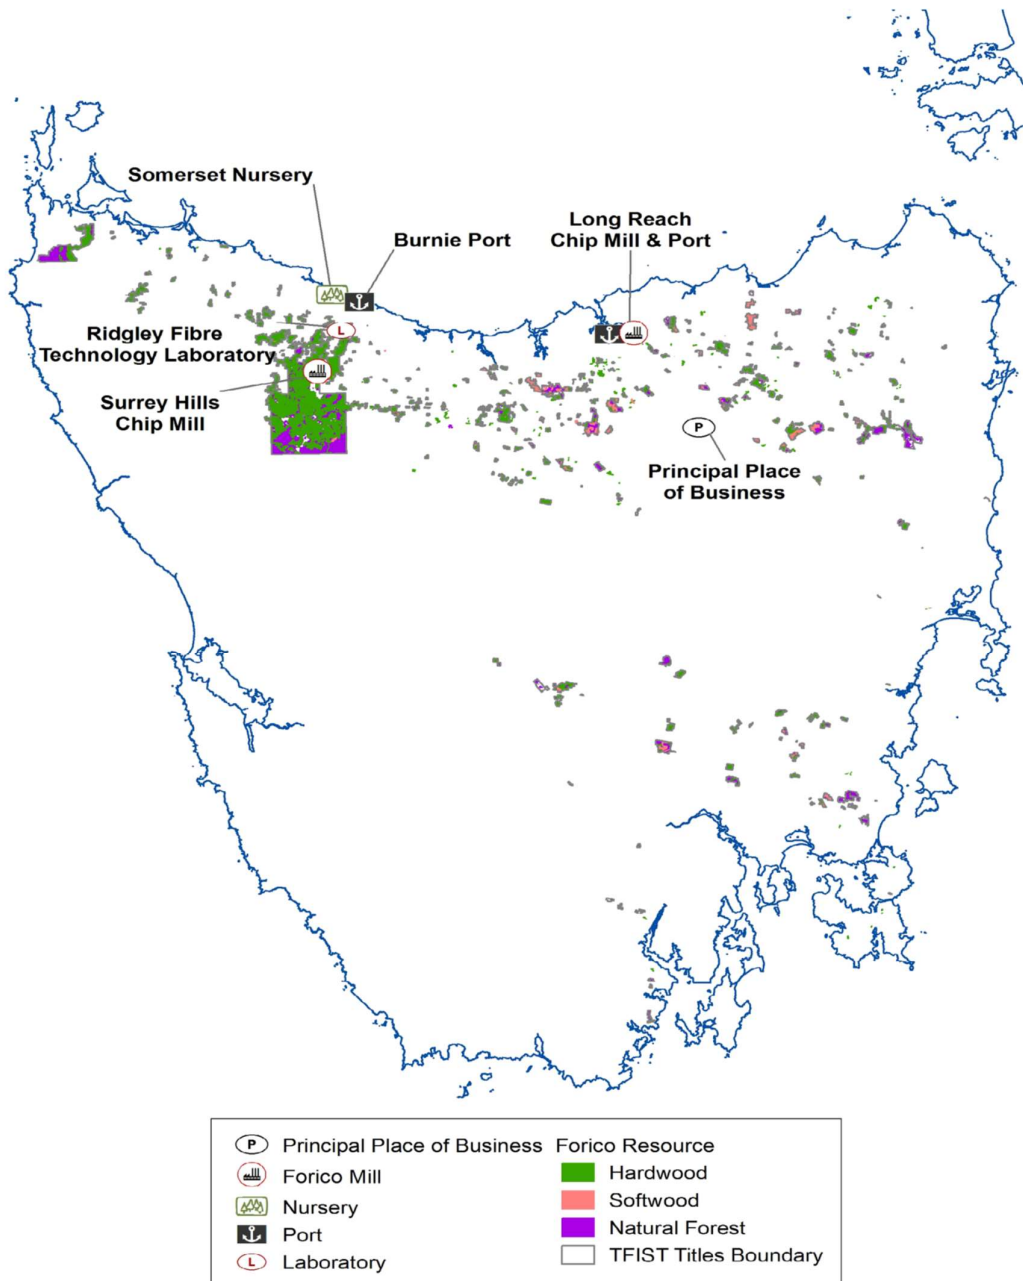 Somerset Nursery
Burnie Port
Long Reach
Chip Mill & Port
Ridgley Fibre
Technology Laboratory
L
Surrey Hills
Chip Mill
P
Principal Place
of Business
P Principal Place of Business
Forico Mill
Nursery
Port
L Laboratory
Forico Resource
Hardwood
Softwood
Natural Forest
TFIST Titles Boundary